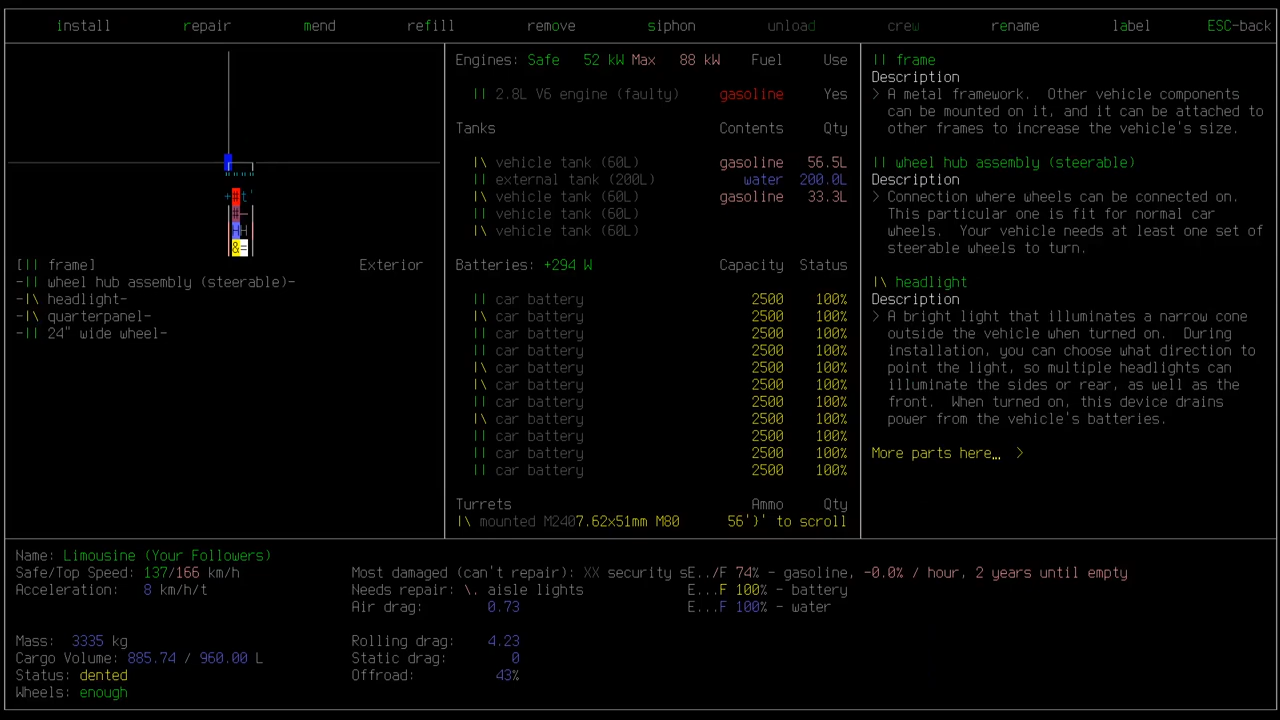 install repair mend refill remove siphon unload crew rename label ESC-back
Engines: Safe 52 kW Max 88 kW Fuel Use
|| 2.8L V6 engine (faulty) gasoline Yes
Tanks Contents Qty
|\ vehicle tank (60L) gasoline 56.5L
|| external tank (200L) water 200.0L
|\ vehicle tank (60L) gasoline 33.3L
|| vehicle tank (60L)
|\ vehicle tank (60L)
Batteries: +294 W Capacity Status
|| car battery 2500 100%
|\ car battery 2500 100%
|| car battery 2500 100%
|| car battery 2500 100%
|\ car battery 2500 100%
|\ car battery 2500 100%
|| car battery 2500 100%
|\ car battery 2500 100%
|| car battery 2500 100%
|| car battery 2500 100%
|| car battery 2500 100%
Turrets Ammo Qty
|\ mounted M2407.62x51mm M80 56'}' to scroll
[|| frame] Exterior
-|| wheel hub assembly (steerable)-
-|\ headlight-
-|\ quarterpanel-
-|| 24" wide wheel-
|| frame
Description
> A metal framework. Other vehicle components
can be mounted on it, and it can be attached to
other frames to increase the vehicle's size.
|| wheel hub assembly (steerable)
Description
> Connection where wheels can be connected on.
This particular one is fit for normal car
wheels. Your vehicle needs at least one set of
steerable wheels to turn.
|\ headlight
Description
> A bright light that illuminates a narrow cone
outside the vehicle when turned on. During
installation, you can choose what direction to
point the light, so multiple headlights can
illuminate the sides or rear, as well as the
front. When turned on, this device drains
power from the vehicle's batteries.
More parts here… >
Name: Limousine (Your Followers)
Safe/Top Speed: 137/166 km/h
Acceleration: 8 km/h/t
Mass: 3335 kg
Cargo Volume: 885.74 / 960.00 L
Status: dented
Wheels: enough
Most damaged (can't repair): XX security sE../F 74% - gasoline, -0.0% / hour, 2 years until empty
Needs repair: \. aisle lights E...F 100% - battery
Air drag: 0.73 E...F 100% - water
Rolling drag: 4.23
Static drag: 0
Offroad: 43%